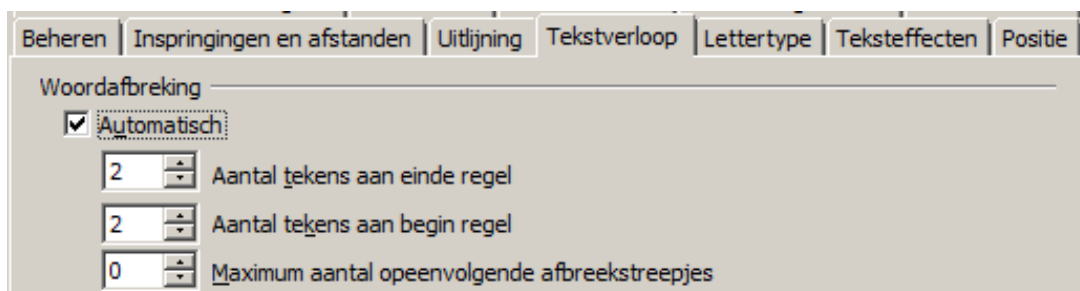 Beheren Inspringingen en afstanden Uitlijning Tekstverloop Lettertype Teksteffecten Positie
Woordafbreking
Automatisch
2 Aantal tekens aan einde regel
2 Aantal tekens aan begin regel
0 Maximum aantal opeenvolgende afbreekstreepjes